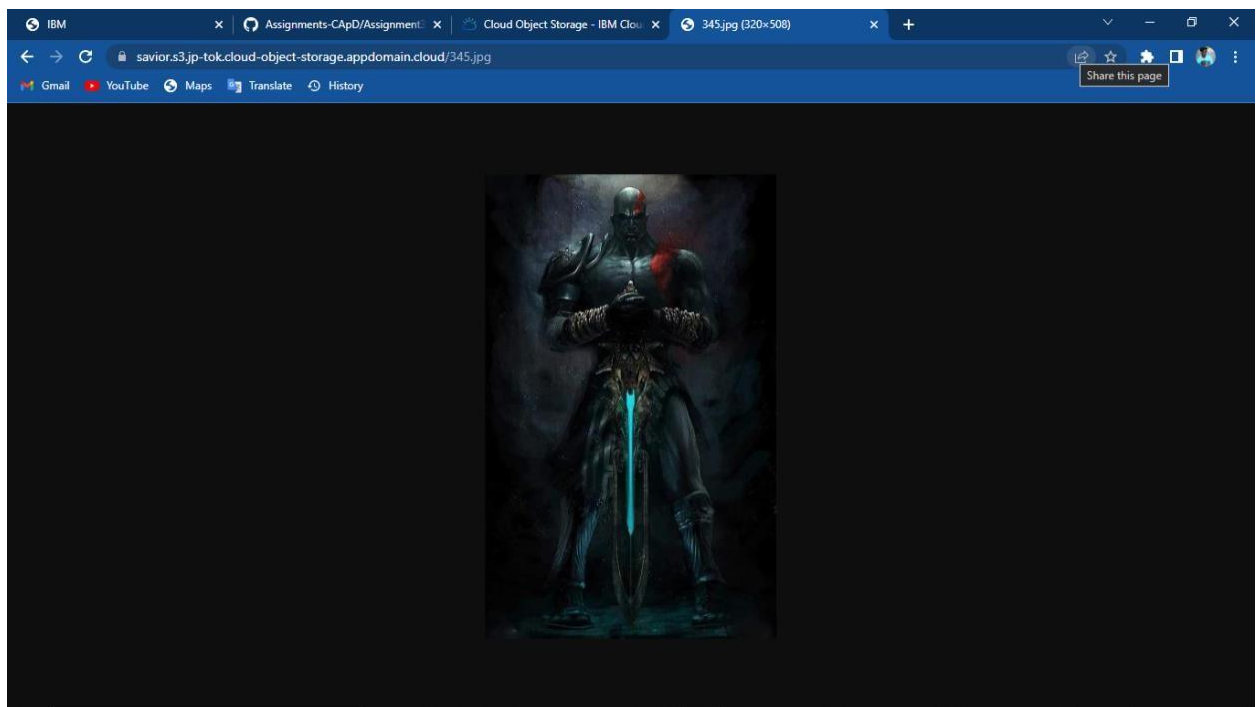 IBM
Assignments-CApD/Assignment3
Cloud Object Storage - IBM Clou
345.jpg (320×508)
savior.s3.jp-tok.cloud-object-storage.appdomain.cloud/345.jpg
Share this page
Gmail YouTube Maps Translate History